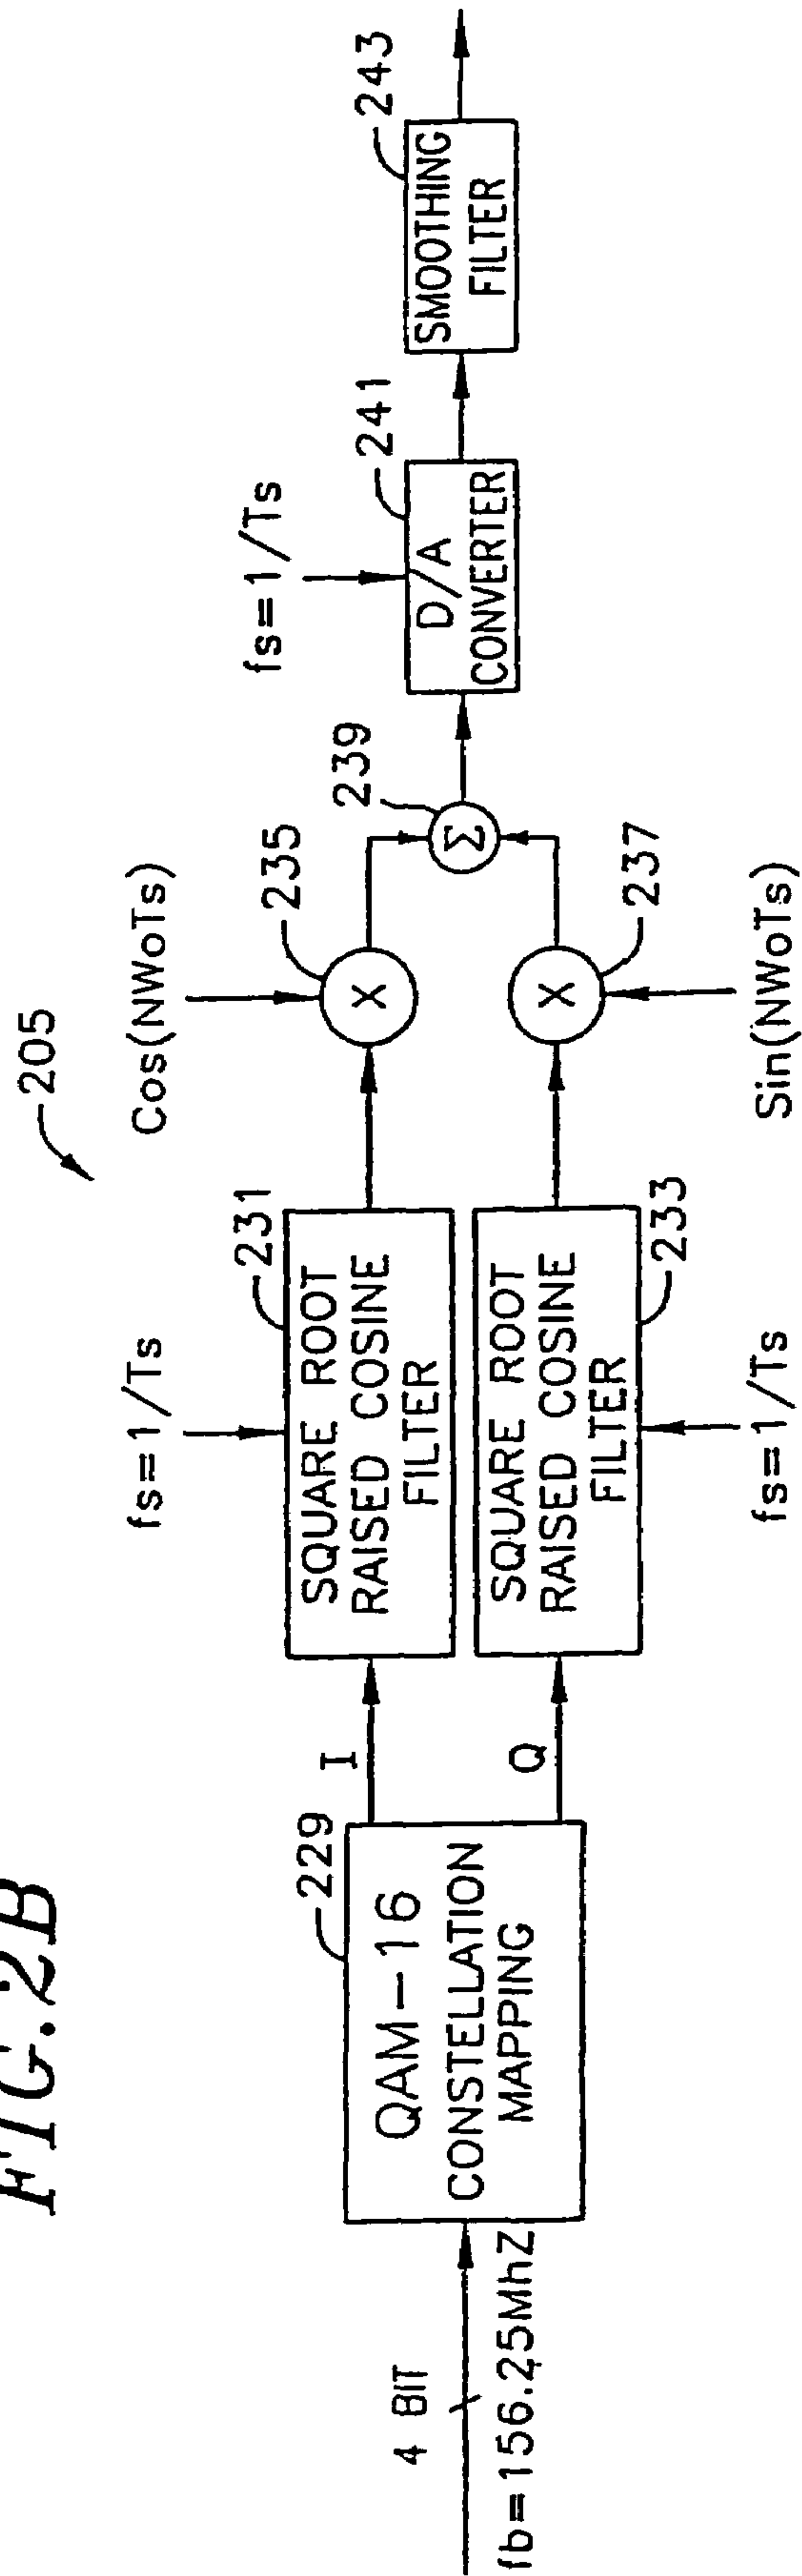 FIG.2B
205
4 BIT
fb=156.25MhZ
229
QAM-16
CONSTELLATION
MAPPING
I
Q
fs=1/Ts
231
SQUARE ROOT
RAISED COSINE
FILTER
SQUARE ROOT
RAISED COSINE
FILTER
233
fs=1/Ts
Cos(NWoTs)
235
X
X
237
Sin(NWoTs)
239
Σ
fs=1/Ts
241
D/A
CONVERTER
243
SMOOTHING
FILTER